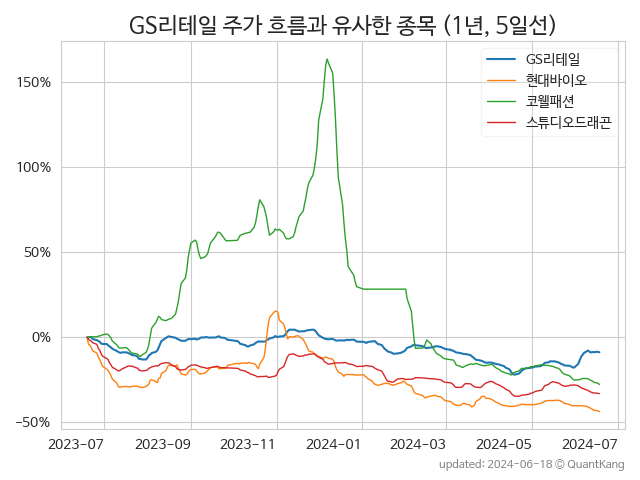 GS리테일 주가 흐름과 유사한 종목 (1년, 5일선)
GS리테일
현대바이오
코웰패션
스튜디오드래곤
150%
100%
50%
0%
−50%
2023-07 2023-09 2023-11 2024-01 2024-03 2024-05 2024-07
updated: 2024-06-18 © QuantKang